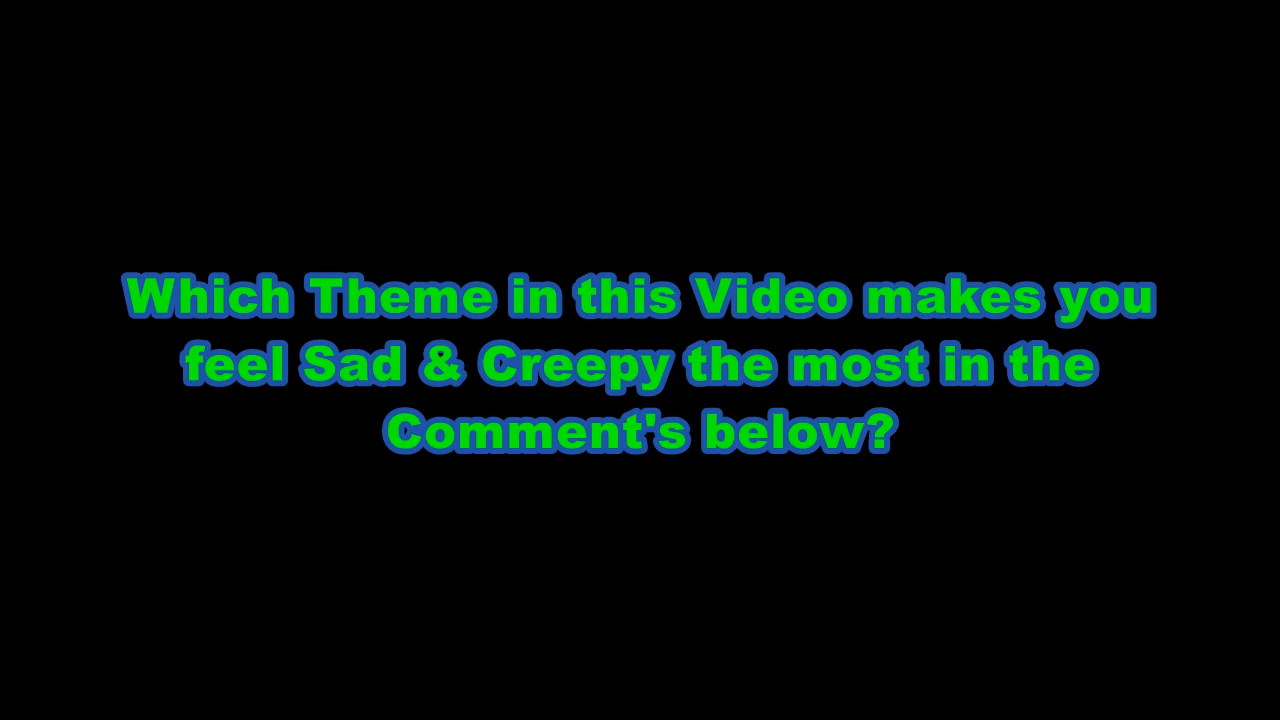 Which Theme in this Video makes you
feel Sad & Creepy the most in the
Comment's below?